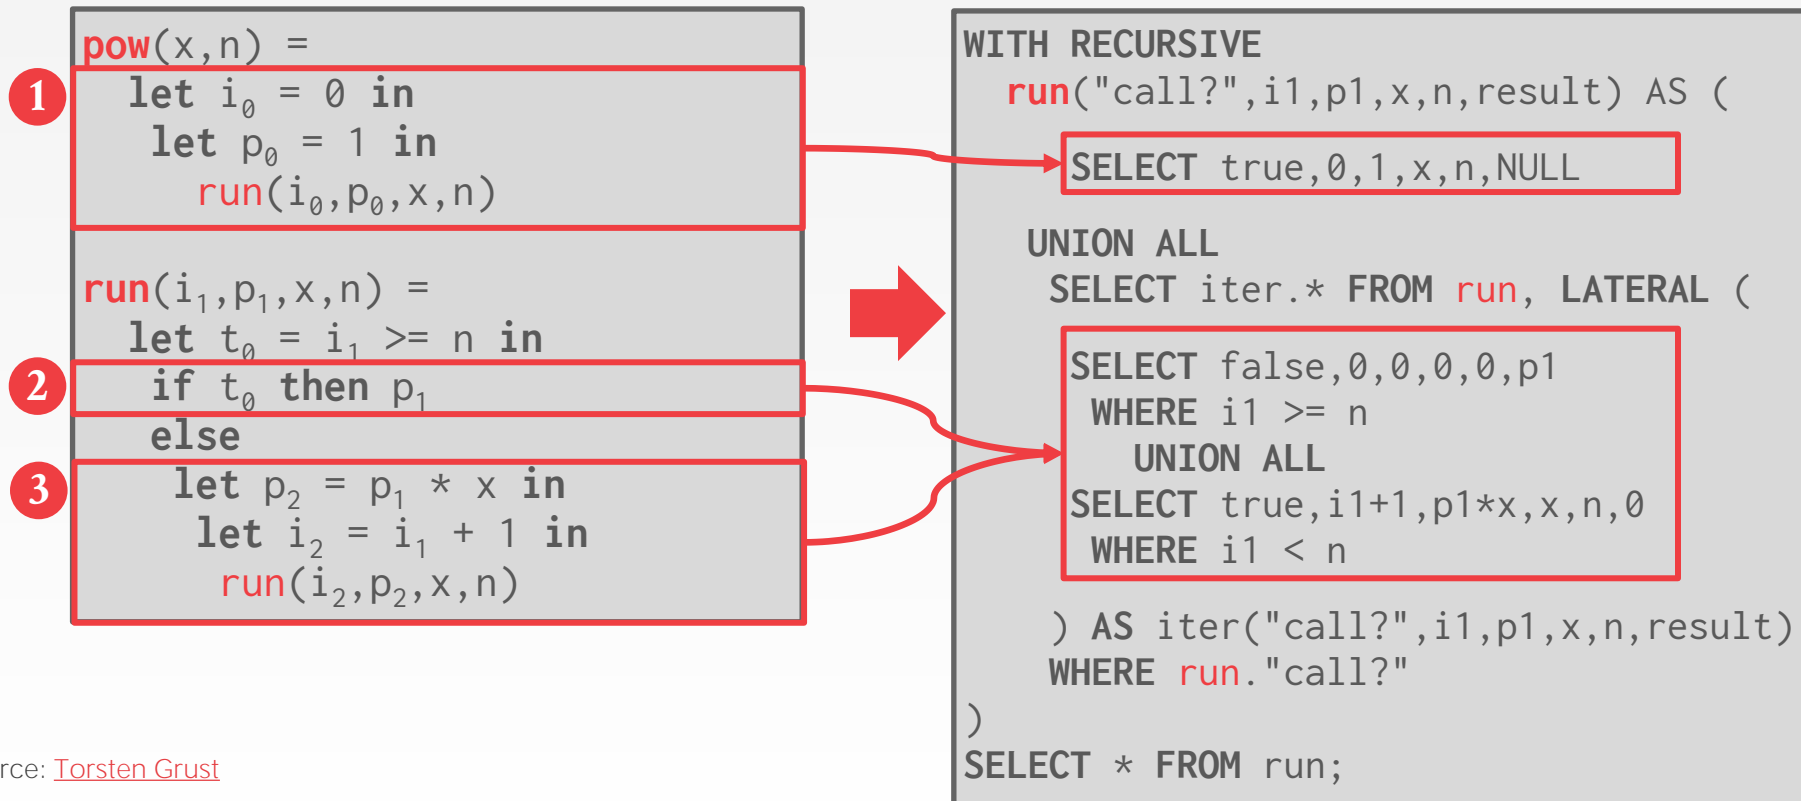 pow(x,n) =
1
let i₀ = 0 in
let p₀ = 1 in
run(i₀,p₀,x,n)
run(i₁,p₁,x,n) =
let t₀ = i₁ >= n in
2
if t₀ then p₁
else
3
let p₂ = p₁ * x in
let i₂ = i₁ + 1 in
run(i₂,p₂,x,n)
rce: Torsten Grust
WITH RECURSIVE
run("call?",i1,p1,x,n,result) AS (
SELECT true,0,1,x,n,NULL
UNION ALL
SELECT iter.* FROM run, LATERAL (
SELECT false,0,0,0,0,p1
WHERE i1 >= n
UNION ALL
SELECT true,i1+1,p1*x,x,n,0
WHERE i1 < n
) AS iter("call?",i1,p1,x,n,result)
WHERE run."call?"
)
SELECT * FROM run;